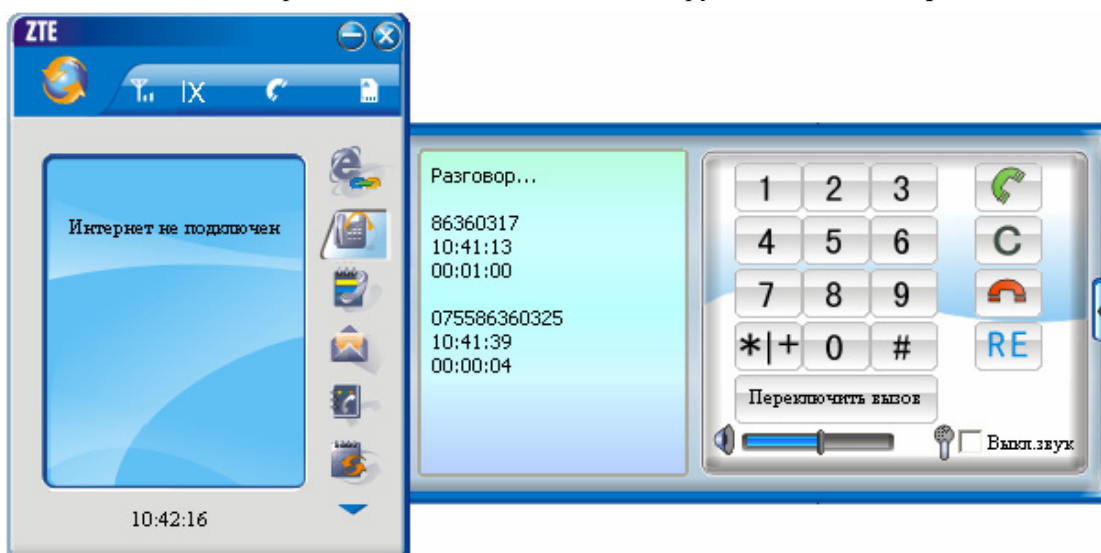 ZTE
1X
Интернет не подключен
10:42:16
Разговор...
86360317
10:41:13
00:01:00
075586360325
10:41:39
00:00:04
1 2 3
4 5 6 C
7 8 9
*|+ 0 # RE
Переключить вызов
Выкл.звук